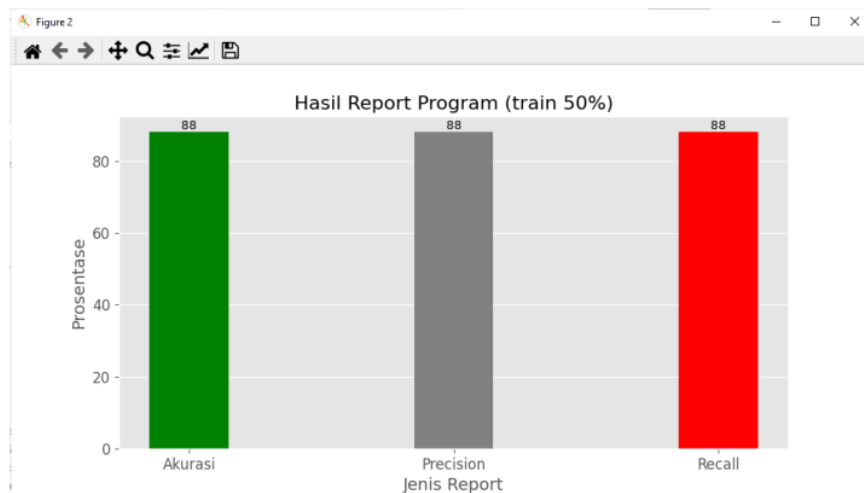 Figure 2
Hasil Report Program (train 50%)
88 88 88
80
60
40
20
0
Prosentase
Akurasi Precision Recall
Jenis Report